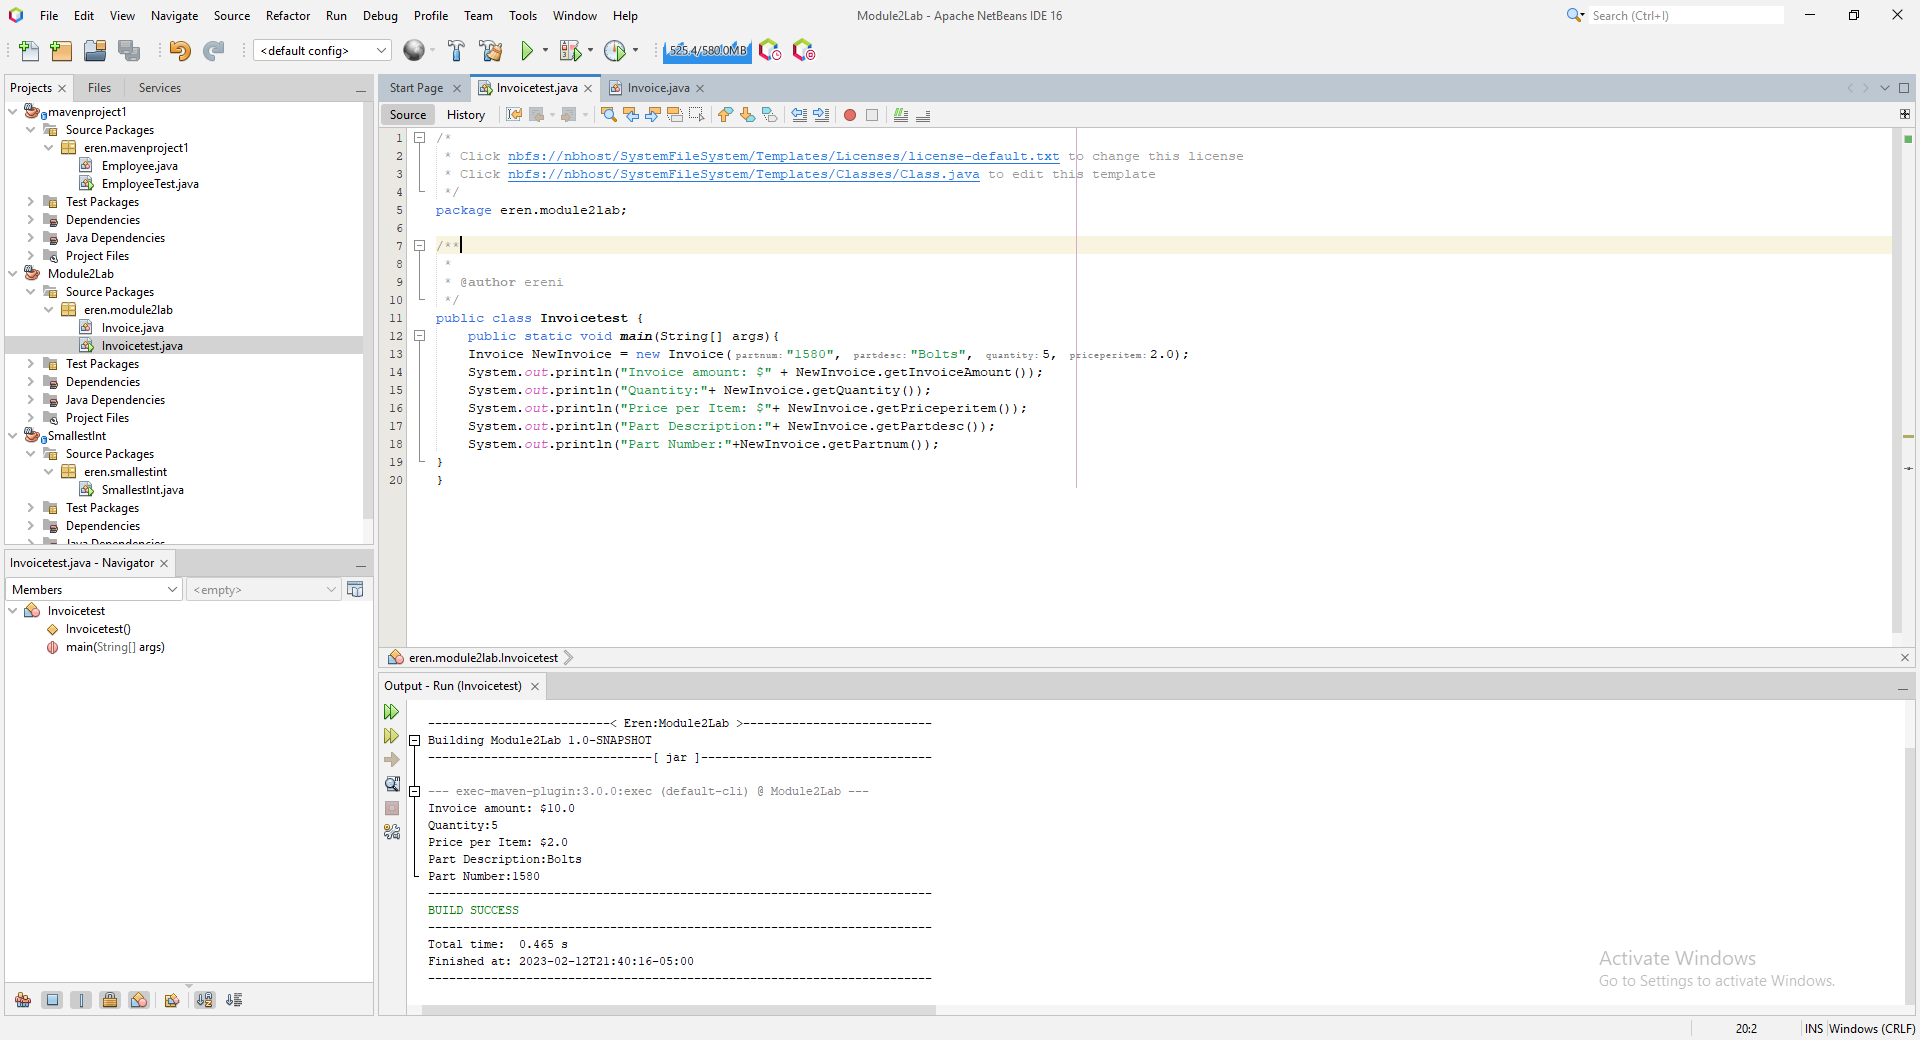 File Edit View Navigate Source Refactor Run Debug Profile Team Tools Window Help Module2Lab - Apache NetBeans IDE 16 Search (Ctrl+I)
<default config> 525.4/580.0MB
Projects Files Services
mavenproject1
Source Packages
eren.mavenproject1
Employee.java
EmployeeTest.java
Test Packages
Dependencies
Java Dependencies
Project Files
Module2Lab
Source Packages
eren.module2lab
Invoice.java
Invoicetest.java
Test Packages
Dependencies
Java Dependencies
Project Files
SmallestInt
Source Packages
eren.smallestint
SmallestInt.java
Test Packages
Dependencies
Java Dependencies
Invoicetest.java - Navigator
Members <empty>
Invoicetest
Invoicetest()
main(String[] args)
Start Page Invoicetest.java Invoice.java
Source History
1 /*
2 * Click nbfs://nbhost/SystemFileSystem/Templates/Licenses/license-default.txt to change this license
3 * Click nbfs://nbhost/SystemFileSystem/Templates/Classes/Class.java to edit this template
4 */
5 package eren.module2lab;
6
7 /**
8 *
9 * @author ereni
10 */
11 public class Invoicetest {
12 public static void main(String[] args){
13 Invoice NewInvoice = new Invoice( partnum: "1580", partdesc: "Bolts", quantity: 5, priceperitem: 2.0);
14 System.out.println("Invoice amount: $" + NewInvoice.getInvoiceAmount());
15 System.out.println("Quantity:"+ NewInvoice.getQuantity());
16 System.out.println("Price per Item: $"+ NewInvoice.getPriceperitem());
17 System.out.println("Part Description:"+ NewInvoice.getPartdesc());
18 System.out.println("Part Number:"+NewInvoice.getPartnum());
19 }
20 }
eren.module2lab.Invoicetest
Output - Run (Invoicetest)
--------------------------< Eren:Module2Lab >---------------------------
Building Module2Lab 1.0-SNAPSHOT
--------------------------------[ jar ]---------------------------------
--- exec-maven-plugin:3.0.0:exec (default-cli) @ Module2Lab ---
Invoice amount: $10.0
Quantity:5
Price per Item: $2.0
Part Description:Bolts
Part Number:1580
------------------------------------------------------------------------
BUILD SUCCESS
------------------------------------------------------------------------
Total time:  0.465 s
Finished at: 2023-02-12T21:40:16-05:00
------------------------------------------------------------------------
Activate Windows
Go to Settings to activate Windows.
20:2 INS Windows (CRLF)